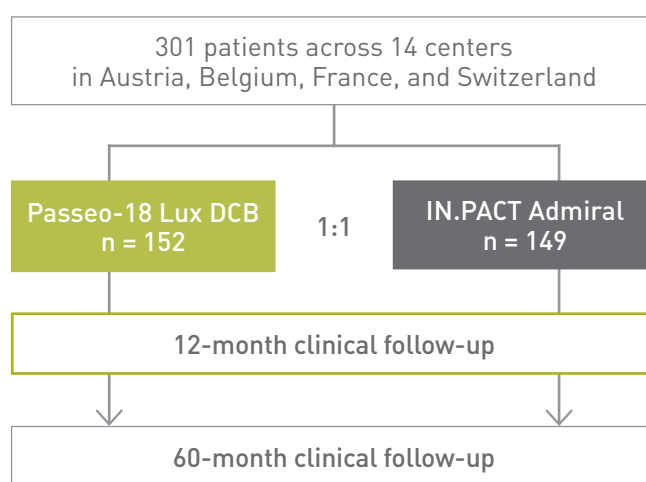 301 patients across 14 centers
in Austria, Belgium, France, and Switzerland
Passeo-18 Lux DCB
n = 152
1:1
IN.PACT Admiral
n = 149
12-month clinical follow-up
60-month clinical follow-up